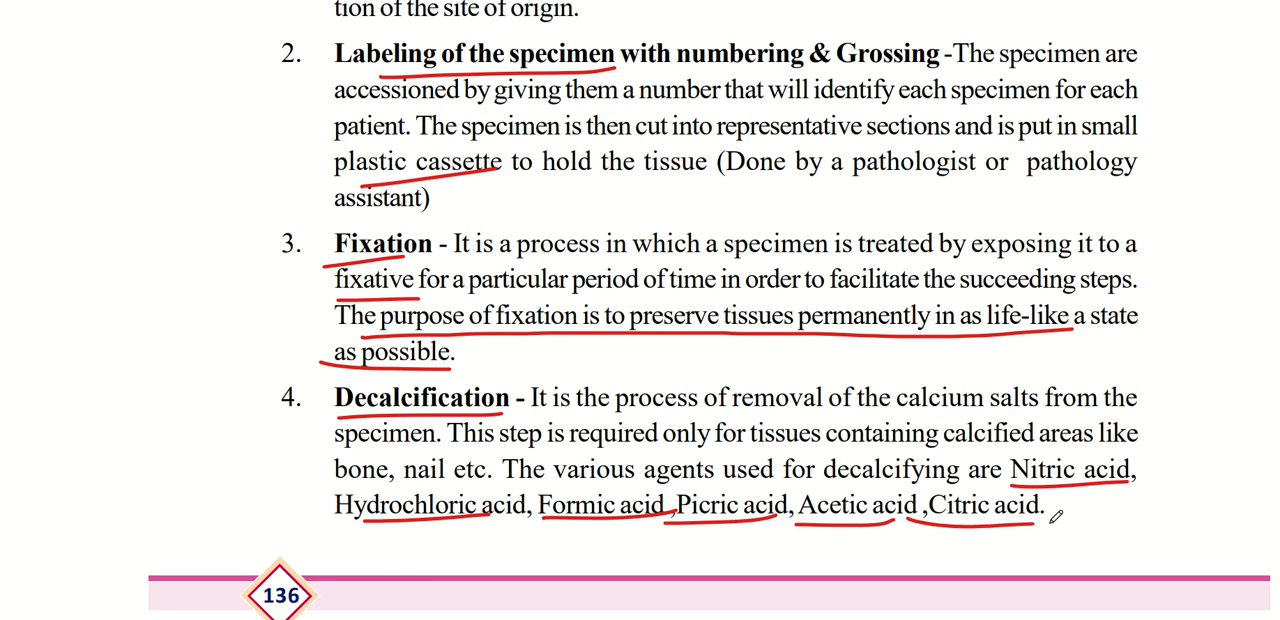 tion of the site of origin.
2. Labeling of the specimen with numbering & Grossing -The specimen are
accessioned by giving them a number that will identify each specimen for each
patient. The specimen is then cut into representative sections and is put in small
plastic cassette to hold the tissue (Done by a pathologist or pathology
assistant)
3. Fixation - It is a process in which a specimen is treated by exposing it to a
fixative for a particular period of time in order to facilitate the succeeding steps.
The purpose of fixation is to preserve tissues permanently in as life-like a state
as possible.
4. Decalcification - It is the process of removal of the calcium salts from the
specimen. This step is required only for tissues containing calcified areas like
bone, nail etc. The various agents used for decalcifying are Nitric acid,
Hydrochloric acid, Formic acid ,Picric acid, Acetic acid ,Citric acid.
136